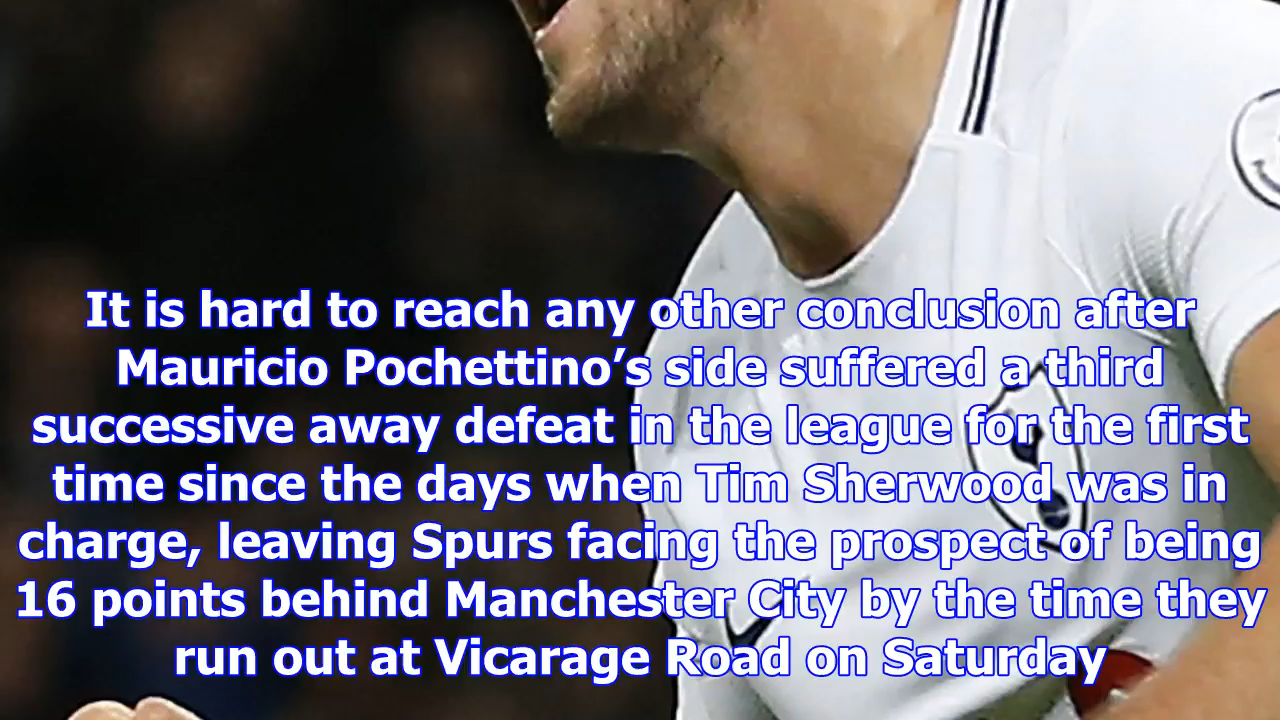 It is hard to reach any other conclusion after
Mauricio Pochettino’s side suffered a third
successive away defeat in the league for the first
time since the days when Tim Sherwood was in
charge, leaving Spurs facing the prospect of being
16 points behind Manchester City by the time they
run out at Vicarage Road on Saturday